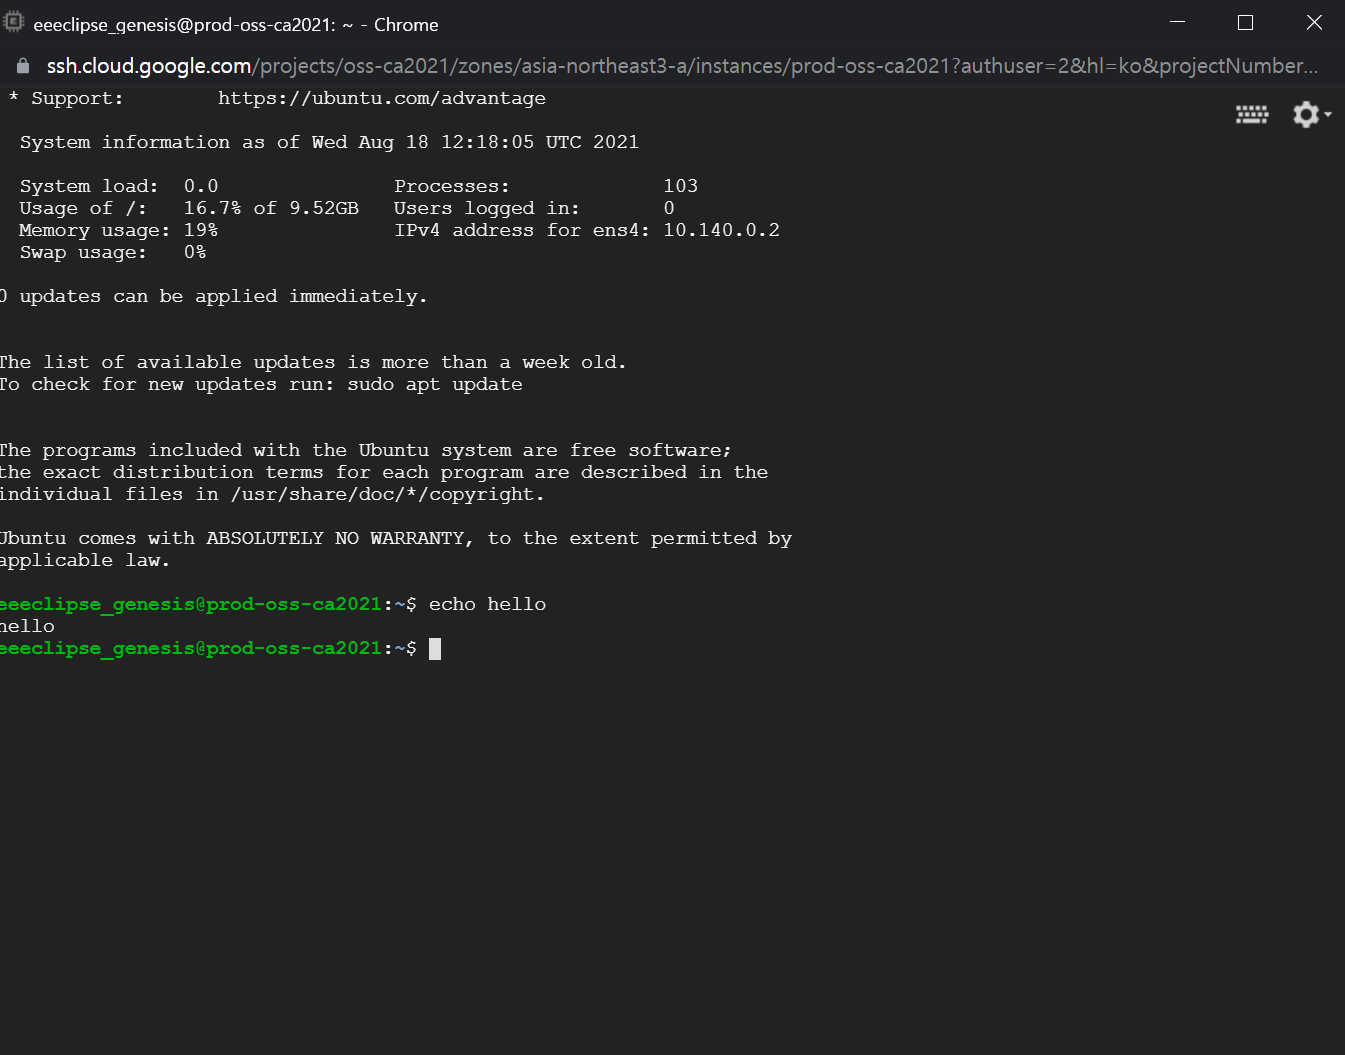 eeeclipse_genesis@prod-oss-ca2021: ~ - Chrome
ssh.cloud.google.com/projects/oss-ca2021/zones/asia-northeast3-a/instances/prod-oss-ca2021?authuser=2&hl=ko&projectNumber...
* Support:        https://ubuntu.com/advantage
System information as of Wed Aug 18 12:18:05 UTC 2021
System load:  0.0               Processes:             103
Usage of /:   16.7% of 9.52GB   Users logged in:       0
Memory usage: 19%               IPv4 address for ens4: 10.140.0.2
Swap usage:   0%
0 updates can be applied immediately.
The list of available updates is more than a week old.
To check for new updates run: sudo apt update
The programs included with the Ubuntu system are free software;
the exact distribution terms for each program are described in the
individual files in /usr/share/doc/*/copyright.
Ubuntu comes with ABSOLUTELY NO WARRANTY, to the extent permitted by
applicable law.
eeeclipse_genesis@prod-oss-ca2021:~$ echo hello
hello
eeeclipse_genesis@prod-oss-ca2021:~$